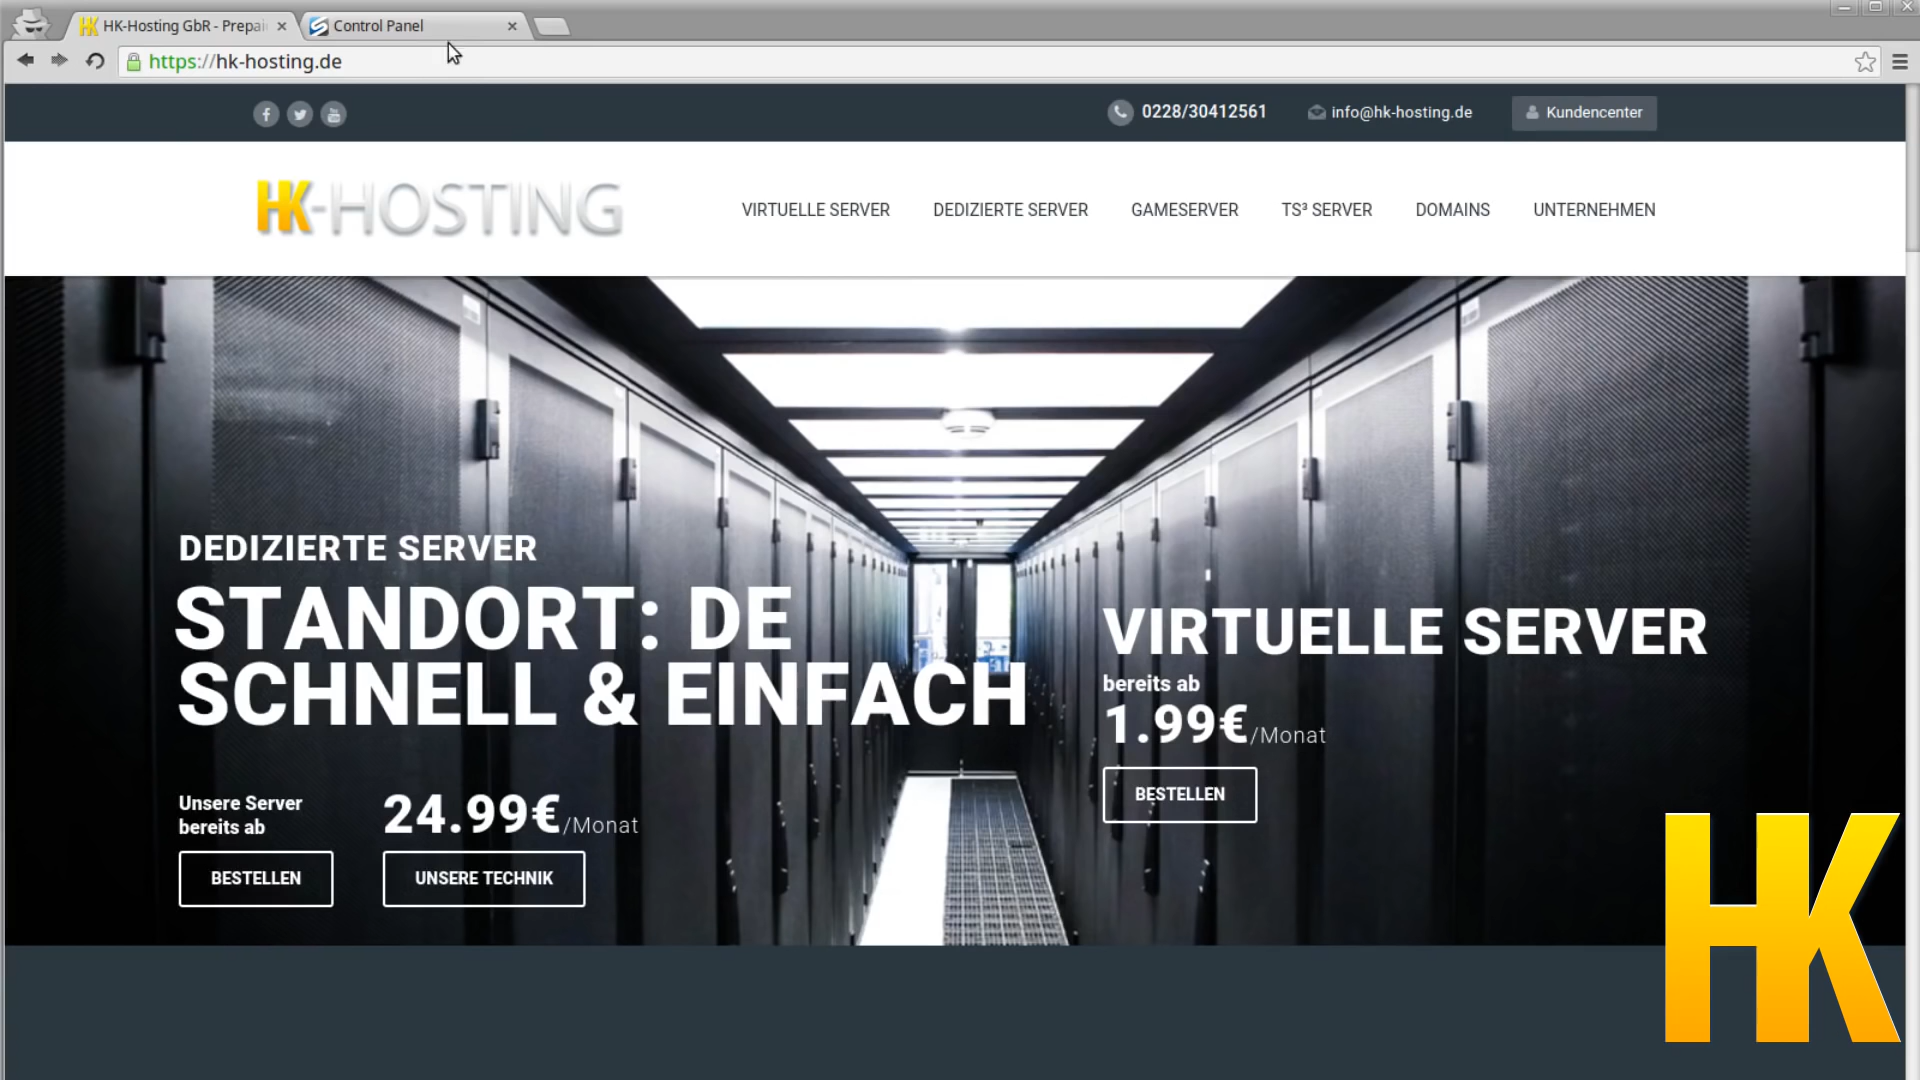 HK-Hosting GbR - Prepai
Control Panel
https://hk-hosting.de
0228/30412561
info@hk-hosting.de
Kundencenter
HK-HOSTING
VIRTUELLE SERVER
DEDIZIERTE SERVER
GAMESERVER
TS³ SERVER
DOMAINS
UNTERNEHMEN
DEDIZIERTE SERVER
STANDORT: DE
SCHNELL & EINFACH
Unsere Server
bereits ab
24.99€/Monat
BESTELLEN
UNSERE TECHNIK
VIRTUELLE SERVER
bereits ab
1.99€/Monat
BESTELLEN
HK